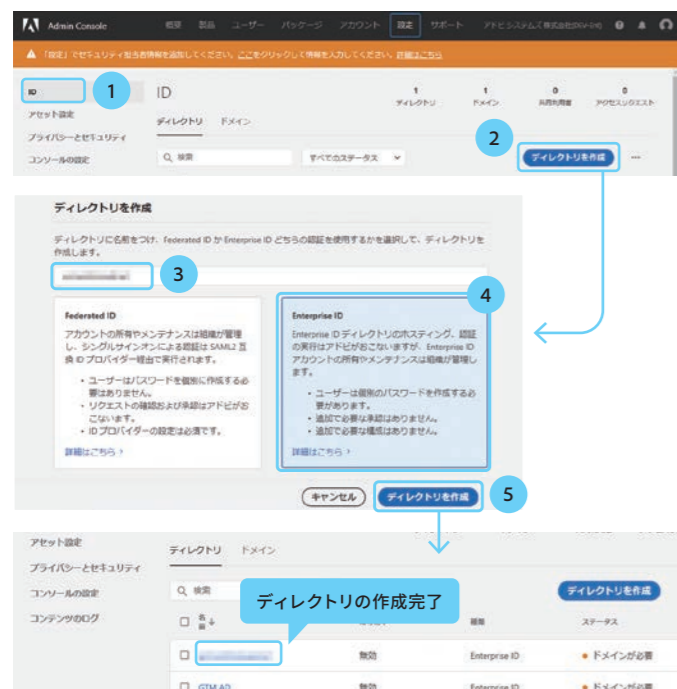 Admin Console 概要 製品 ユーザー パッケージ アカウント 設定 サポート
「設定」でセキュリティ担当者情報を追加してください。ここをクリックして情報を入力してください。詳細はこちら
ID 1
アセット設定
プライバシーとセキュリティ
コンソールの設定
ID
1 ディレクトリ
1 ドメイン
0 共有利用者
0 アクセスリクエスト
ディレクトリ ドメイン
検索 すべてのステータス
2
ディレクトリを作成
ディレクトリを作成
ディレクトリに名前をつけ、Federated ID か Enterprise ID どちらの認証を使用するかを選択して、ディレクトリを
作成します。
3
4
Federated ID
アカウントの所有やメンテナンスは組織が管理
し、シングルサインオンによる認証は SAML2 互
換 ID プロバイダー経由で実行されます。
・ユーザーはパスワードを個別に作成する必
要はありません。
・リクエストの確認および承認はアドビがお
こないます。
・ID プロバイダーの設定は必須です。
詳細はこちら ›
Enterprise ID
Enterprise ID ディレクトリのホスティング、認証
の実行はアドビがおこないますが、Enterprise ID
アカウントの所有やメンテナンスは組織が管理し
ます。
・ユーザーは個別のパスワードを作成する必
要があります。
・追加で必要な承認はありません。
・追加で必要な構成はありません。
詳細はこちら ›
キャンセル ディレクトリを作成 5
アセット設定
プライバシーとセキュリティ
コンソールの設定
コンテンツのログ
ディレクトリ ドメイン
検索
ディレクトリを作成
ディレクトリの作成完了
名前 ↓ 種類 ステータス
無効 Enterprise ID ドメインが必要
GTM AD 無効 Enterprise ID ドメインが必要